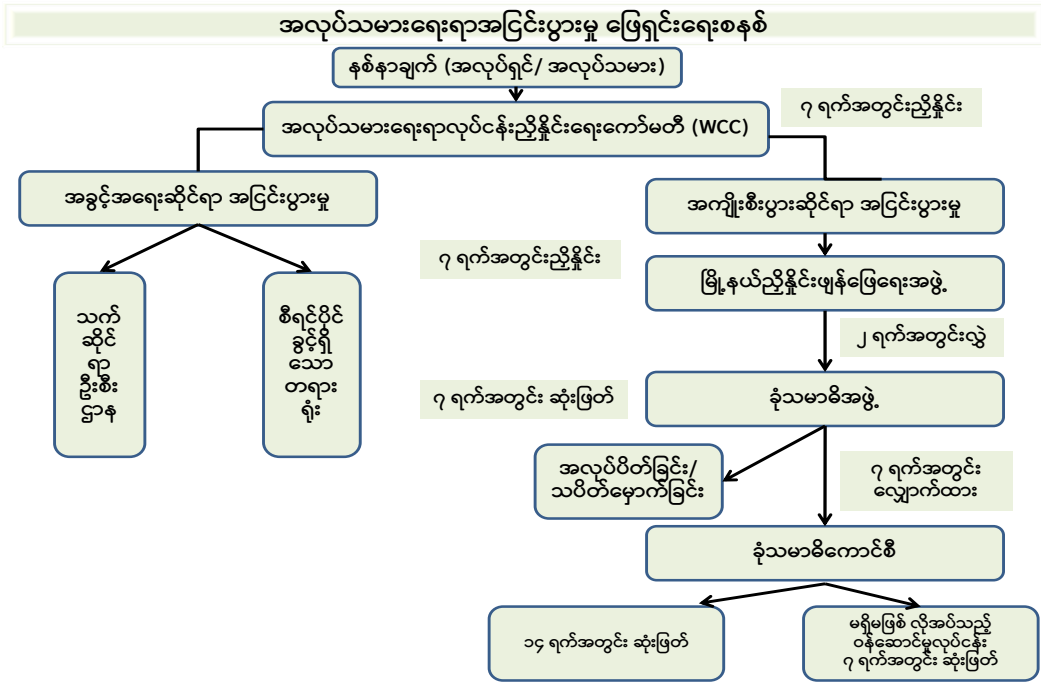 အလုပ်သမားရေးရာအငြင်းပွားမှု ဖြေရှင်းရေးစနစ်
နစ်နာချက် (အလုပ်ရှင်/ အလုပ်သမား)
၇ ရက်အတွင်းညှိနှိုင်း
အလုပ်သမားရေးရာလုပ်ငန်းညှိနှိုင်းရေးကော်မတီ (WCC)
အခွင့်အရေးဆိုင်ရာ အငြင်းပွားမှု
အကျိုးစီးပွားဆိုင်ရာ အငြင်းပွားမှု
၇ ရက်အတွင်းညှိနှိုင်း
မြို့နယ်ညှိနှိုင်းဖျန်ဖြေရေးအဖွဲ့
သက်
ဆိုင်
ရာ
ဦးစီး
ဌာန
စီရင်ပိုင်
ခွင့်ရှိ
သော
တရား
ရုံး
၂ ရက်အတွင်းလွှဲ
၇ ရက်အတွင်း ဆုံးဖြတ်
ခုံသမာဓိအဖွဲ့
အလုပ်ပိတ်ခြင်း/
သပိတ်မှောက်ခြင်း
၇ ရက်အတွင်း
လျှောက်ထား
ခုံသမာဓိကောင်စီ
၁၄ ရက်အတွင်း ဆုံးဖြတ်
မရှိမဖြစ် လိုအပ်သည့်
ဝန်ဆောင်မှုလုပ်ငန်း
၇ ရက်အတွင်း ဆုံးဖြတ်